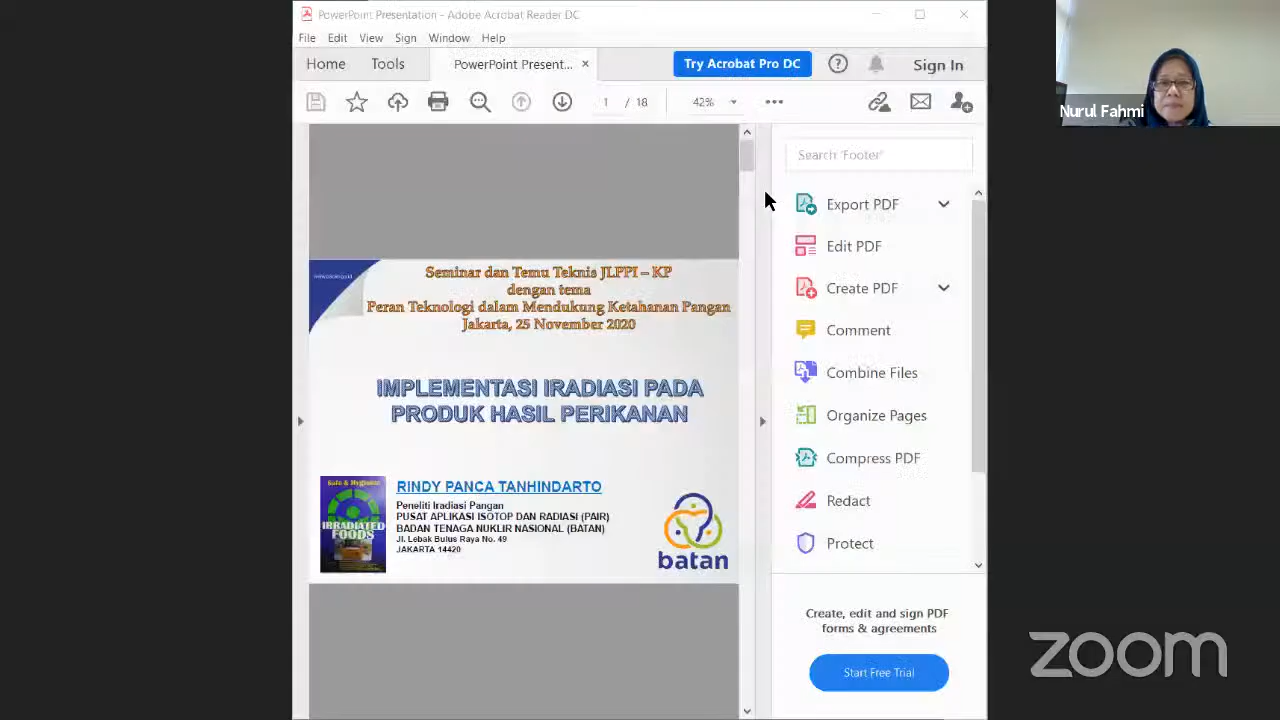 PowerPoint Presentation - Adobe Acrobat Reader DC
File Edit View Sign Window Help
Home Tools PowerPoint Present... × Try Acrobat Pro DC Sign In
1 / 18 42%
Nurul Fahmi
Search 'Footer'
Export PDF
Edit PDF
Create PDF
Comment
Combine Files
Organize Pages
Compress PDF
Redact
Protect
Create, edit and sign PDF
forms & agreements
Start Free Trial
Seminar dan Temu Teknis JLPPI – KP
dengan tema
Peran Teknologi dalam Mendukung Ketahanan Pangan
Jakarta, 25 November 2020
IMPLEMENTASI IRADIASI PADA
PRODUK HASIL PERIKANAN
Safe & Hygienic
IRRADIATED
FOODS
RINDY PANCA TANHINDARTO
Peneliti Iradiasi Pangan
PUSAT APLIKASI ISOTOP DAN RADIASI (PAIR)
BADAN TENAGA NUKLIR NASIONAL (BATAN)
Jl. Lebak Bulus Raya No. 49
JAKARTA 14420
batan
zoom